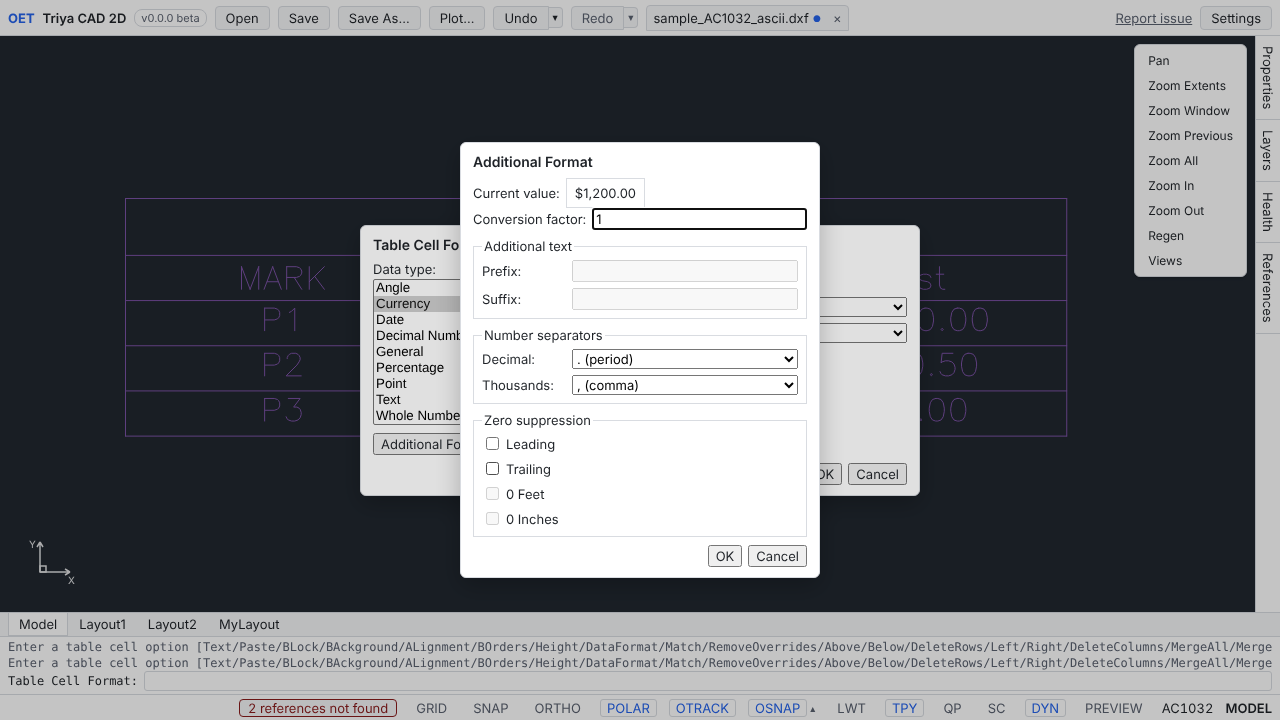 OET Triya CAD 2D v0.0.0 beta Open Save Save As... Plot... Undo ▾ Redo ▾ sample_AC1032_ascii.dxf ● × Report issue Settings
Pan
Zoom Extents
Zoom Window
Zoom Previous
Zoom All
Zoom In
Zoom Out
Regen
Views
Properties
Layers
Health
References
MARK
P1
P2
P3
st
0.00
.50
.00
Table Cell Fo
Data type:
Angle
Currency
Date
Decimal Numb
General
Percentage
Point
Text
Whole Numbe
Additional Fo
OK Cancel
Additional Format
Current value: $1,200.00
Conversion factor: 1
Additional text
Prefix:
Suffix:
Number separators
Decimal: . (period)
Thousands: , (comma)
Zero suppression
Leading
Trailing
0 Feet
0 Inches
OK Cancel
Y
X
Model Layout1 Layout2 MyLayout
Enter a table cell option [Text/Paste/BLock/BAckground/ALignment/BOrders/Height/DataFormat/Match/RemoveOverrides/Above/Below/DeleteRows/Left/Right/DeleteColumns/MergeAll/Merge
Enter a table cell option [Text/Paste/BLock/BAckground/ALignment/BOrders/Height/DataFormat/Match/RemoveOverrides/Above/Below/DeleteRows/Left/Right/DeleteColumns/MergeAll/Merge
Table Cell Format:
2 references not found GRID SNAP ORTHO POLAR OTRACK OSNAP ▴ LWT TPY QP SC DYN PREVIEW AC1032 MODEL